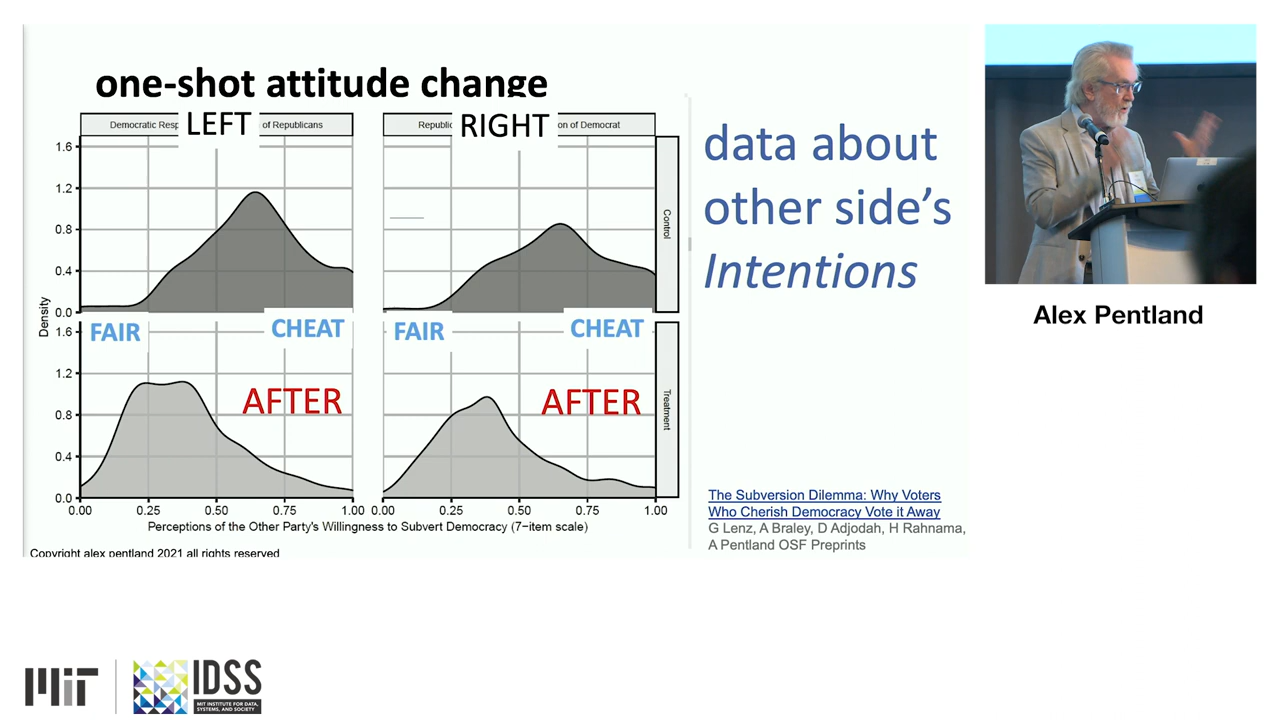 one-shot attitude change
Democratic Resp LEFT of Republicans
Republic RIGHT on of Democrat
1.6
1.2
0.8
0.4
0.0
Control
FAIR CHEAT
FAIR CHEAT
Density
1.6
1.2
0.8
0.4
0.0
AFTER
AFTER
Treatment
0.00 0.25 0.50 0.75 1.00
0.00 0.25 0.50 0.75 1.00
Perceptions of the Other Party's Willingness to Subvert Democracy (7−item scale)
Copyright alex pentland 2021 all rights reserved
data about
other side's
Intentions
The Subversion Dilemma: Why Voters
Who Cherish Democracy Vote it Away
G Lenz, A Braley, D Adjodah, H Rahnama,
A Pentland OSF Preprints
Alex Pentland
MIT
IDSS
MIT INSTITUTE FOR DATA,
SYSTEMS, AND SOCIETY